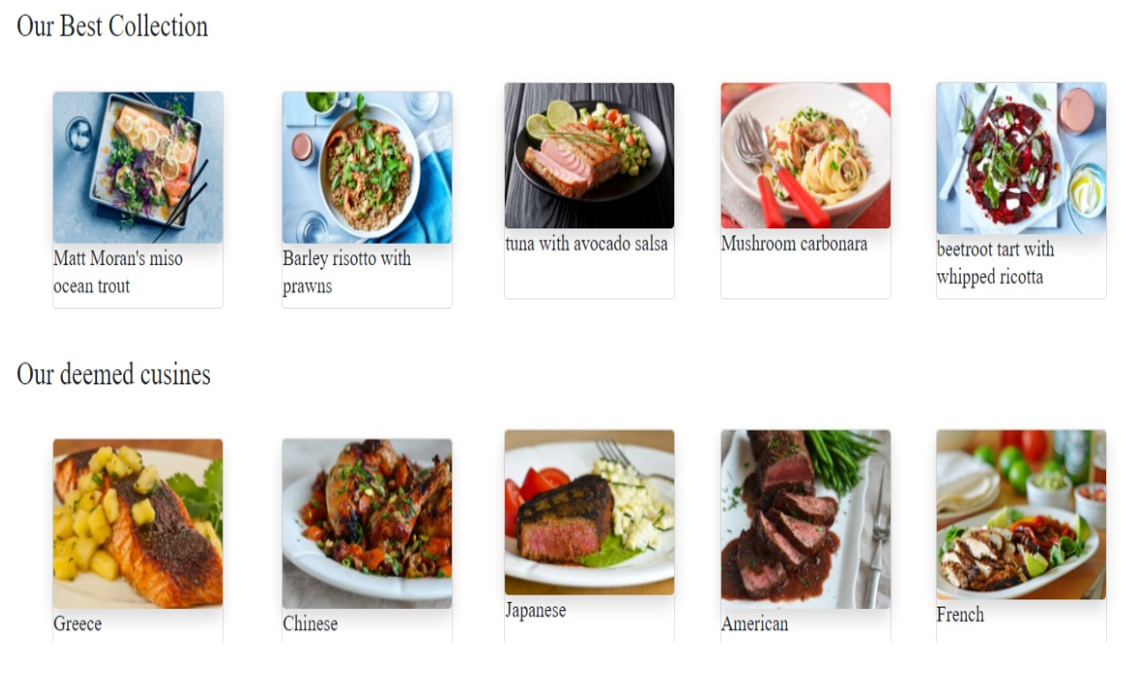 Our Best Collection
Matt Moran's miso
ocean trout
Barley risotto with
prawns
tuna with avocado salsa
Mushroom carbonara
beetroot tart with
whipped ricotta
Our deemed cusines
Greece
Chinese
Japanese
American
French